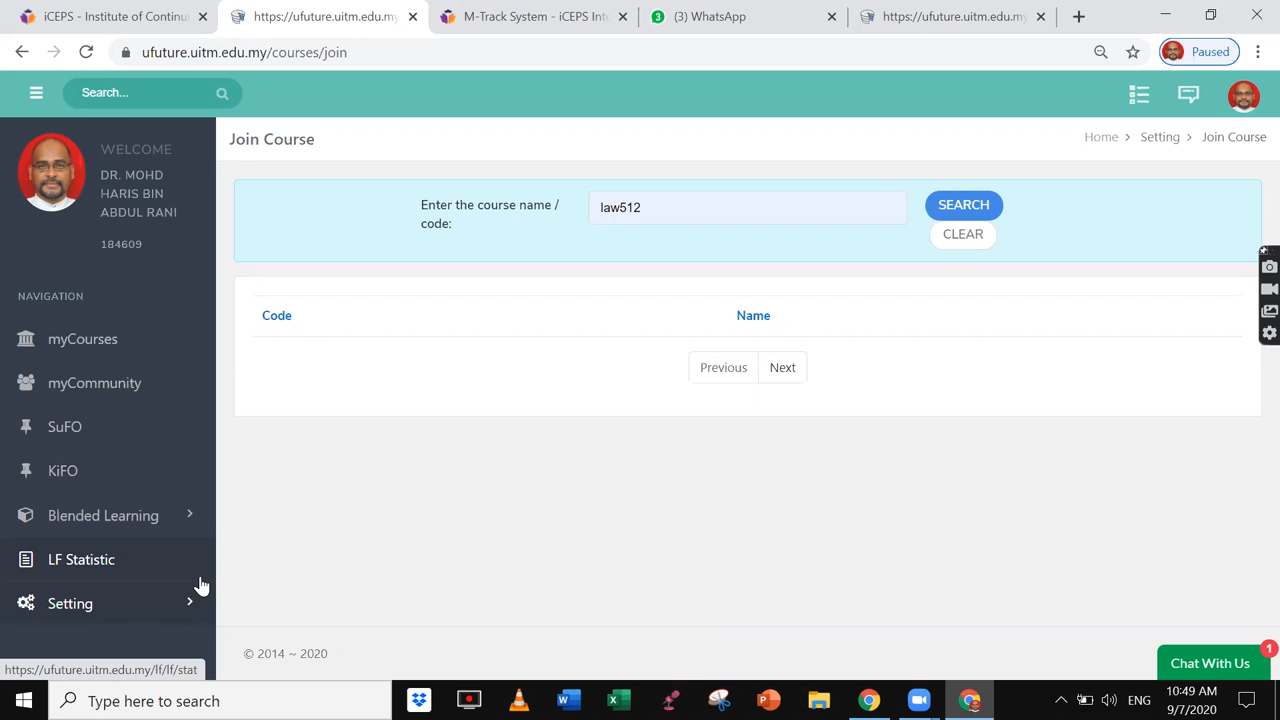 iCEPS - Institute of Continu
https://ufuture.uitm.edu.my/
M-Track System - iCEPS Int
3 (3) WhatsApp
https://ufuture.uitm.edu.my/
ufuture.uitm.edu.my/courses/join
Paused
Search...
WELCOME
DR. MOHD
HARIS BIN
ABDUL RANI
184609
NAVIGATION
myCourses
myCommunity
SuFO
KiFO
Blended Learning
LF Statistic
Setting
https://ufuture.uitm.edu.my/lf/lf/stat
Join Course
Home > Setting > Join Course
Enter the course name /
code:
law512
SEARCH
CLEAR
Code Name
Previous Next
© 2014 ~ 2020
Chat With Us
1
Type here to search
ENG
10:49 AM
9/7/2020